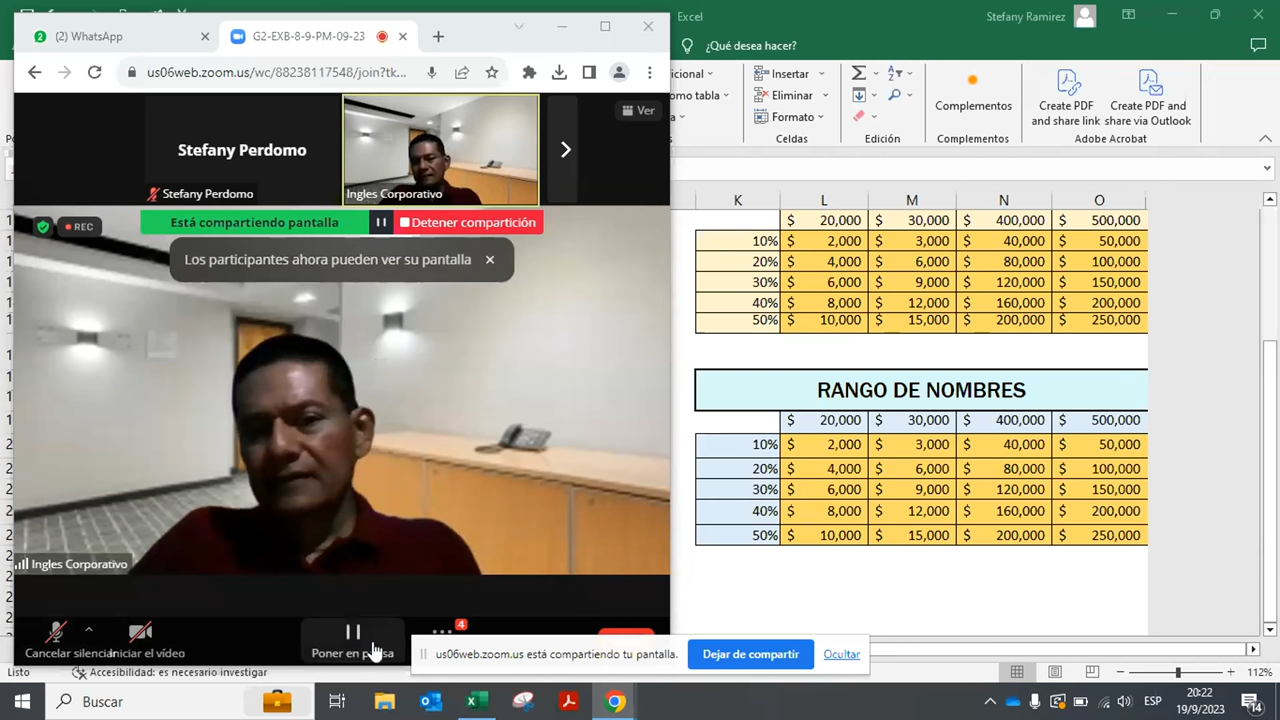 (2) WhatsApp
G2-EXB-8-9-PM-09-23
Excel
Stefany Ramirez
¿Qué desea hacer?
us06web.zoom.us/wc/88238117548/join?tk...
Insertar
Eliminar
Formato
Celdas
Edición
Complementos
Complementos
Create PDF and share link
Create PDF and share via Outlook
Adobe Acrobat
Ver
Stefany Perdomo
Stefany Perdomo
Ingles Corporativo
REC
Está compartiendo pantalla
Detener compartición
Los participantes ahora pueden ver su pantalla
K L M N O
$ 20,000 $ 30,000 $ 400,000 $ 500,000
10% $ 2,000 $ 3,000 $ 40,000 $ 50,000
20% $ 4,000 $ 6,000 $ 80,000 $ 100,000
30% $ 6,000 $ 9,000 $ 120,000 $ 150,000
40% $ 8,000 $ 12,000 $ 160,000 $ 200,000
50% $ 10,000 $ 15,000 $ 200,000 $ 250,000
RANGO DE NOMBRES
$ 20,000 $ 30,000 $ 400,000 $ 500,000
10% $ 2,000 $ 3,000 $ 40,000 $ 50,000
20% $ 4,000 $ 6,000 $ 80,000 $ 100,000
30% $ 6,000 $ 9,000 $ 120,000 $ 150,000
40% $ 8,000 $ 12,000 $ 160,000 $ 200,000
50% $ 10,000 $ 15,000 $ 200,000 $ 250,000
Ingles Corporativo
4
Iniciar el vídeo
us06web.zoom.us está compartiendo tu pantalla.
Dejar de compartir
Ocultar
Listo
Accesibilidad: es necesario investigar
112%
Buscar
ESP
20:22
19/9/2023
14